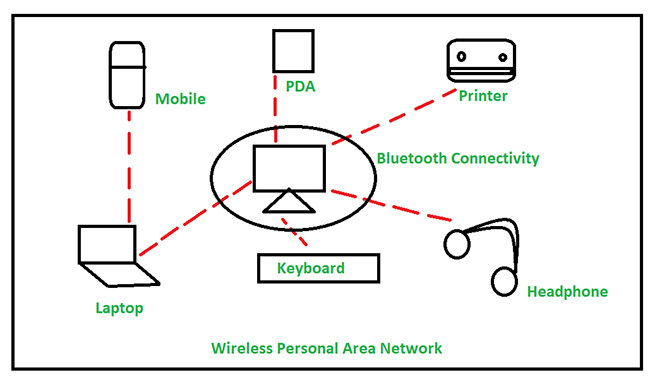 PDA
Printer
Mobile
Bluetooth Connectivity
Keyboard
Headphone
Laptop
Wireless Personal Area Network